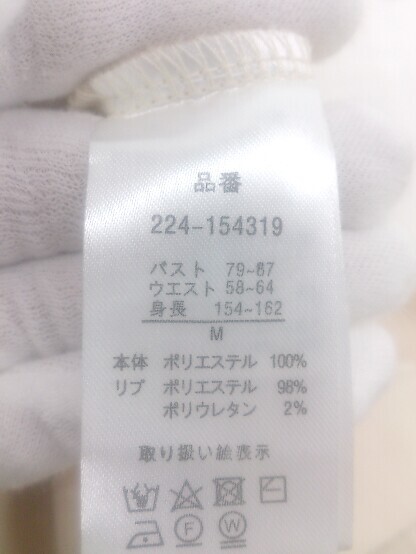 品番
224-154319
バスト 79~87
ウエスト 58~64
身長 154~162
M
本体 ポリエステル 100%
リブ ポリエステル 98%
ポリウレタン 2%
取り扱い絵表示
F W